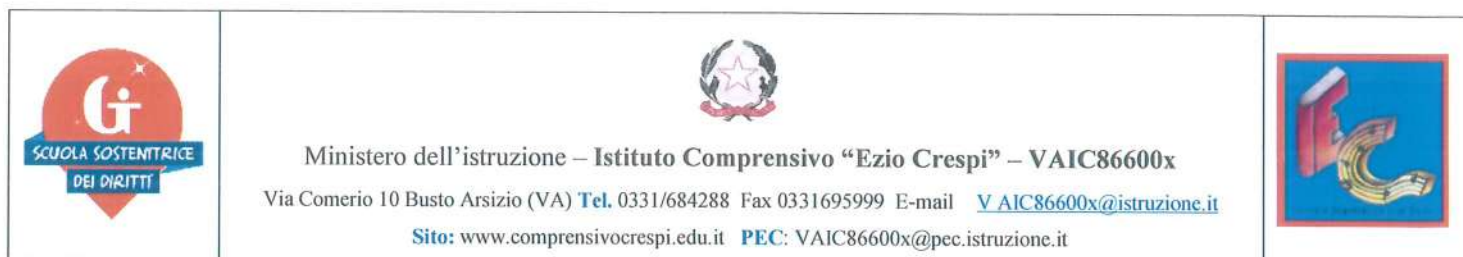 G
SCUOLA SOSTENITRICE
DEI DIRITTI
Ministero dell'istruzione – Istituto Comprensivo "Ezio Crespi" – VAIC86600x
Via Comerio 10 Busto Arsizio (VA) Tel. 0331/684288 Fax 0331695999 E-mail V AIC86600x@istruzione.it
Sito: www.comprensivocrespi.edu.it PEC: VAIC86600x@pec.istruzione.it
EC